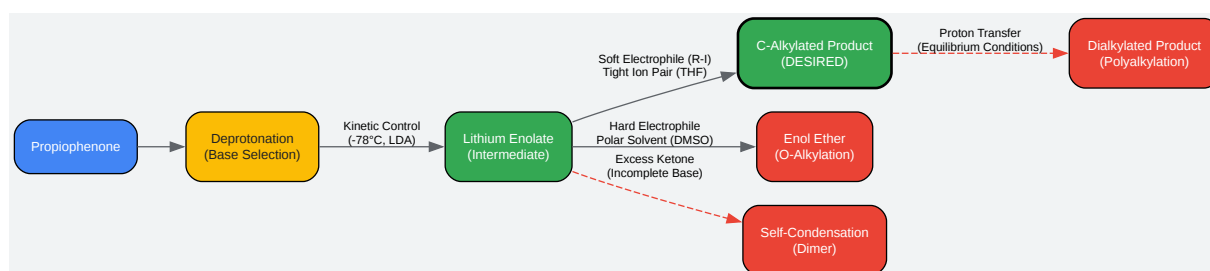 Propiophenone
Deprotonation
(Base Selection)
Kinetic Control
(-78°C, LDA)
Lithium Enolate
(Intermediate)
Soft Electrophile (R-I)
Tight Ion Pair (THF)
C-Alkylated Product
(DESIRED)
Proton Transfer
(Equilibrium Conditions)
Dialkylated Product
(Polyalkylation)
Hard Electrophile
Polar Solvent (DMSO)
Enol Ether
(O-Alkylation)
Excess Ketone
(Incomplete Base)
Self-Condensation
(Dimer)